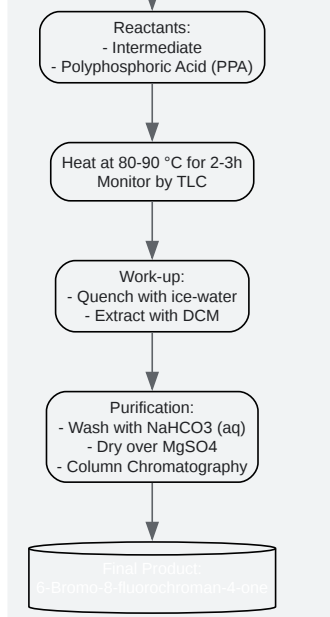 Reactants:
- Intermediate
- Polyphosphoric Acid (PPA)
Heat at 80-90 °C for 2-3h
Monitor by TLC
Work-up:
- Quench with ice-water
- Extract with DCM
Purification:
- Wash with NaHCO3 (aq)
- Dry over MgSO4
- Column Chromatography
Final Product:
6-Bromo-8-fluorochroman-4-one